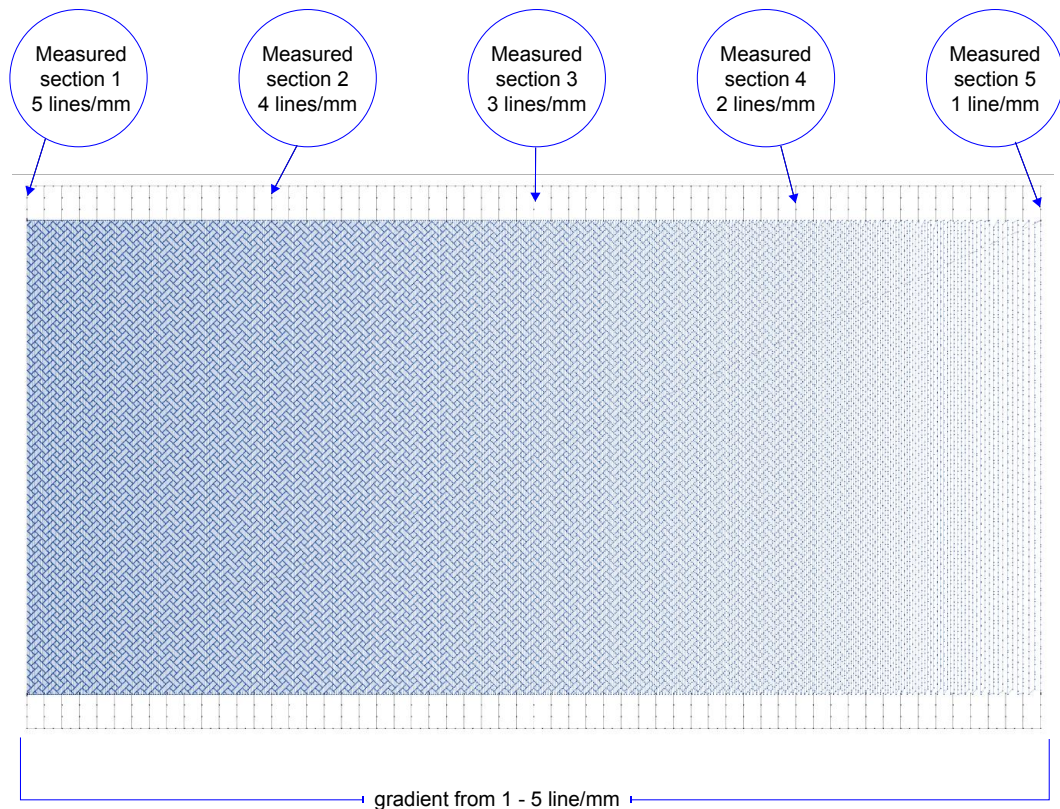 Measured
section 1
5 lines/mm
Measured
section 2
4 lines/mm
Measured
section 3
3 lines/mm
Measured
section 4
2 lines/mm
Measured
section 5
1 line/mm
gradient from 1 - 5 line/mm